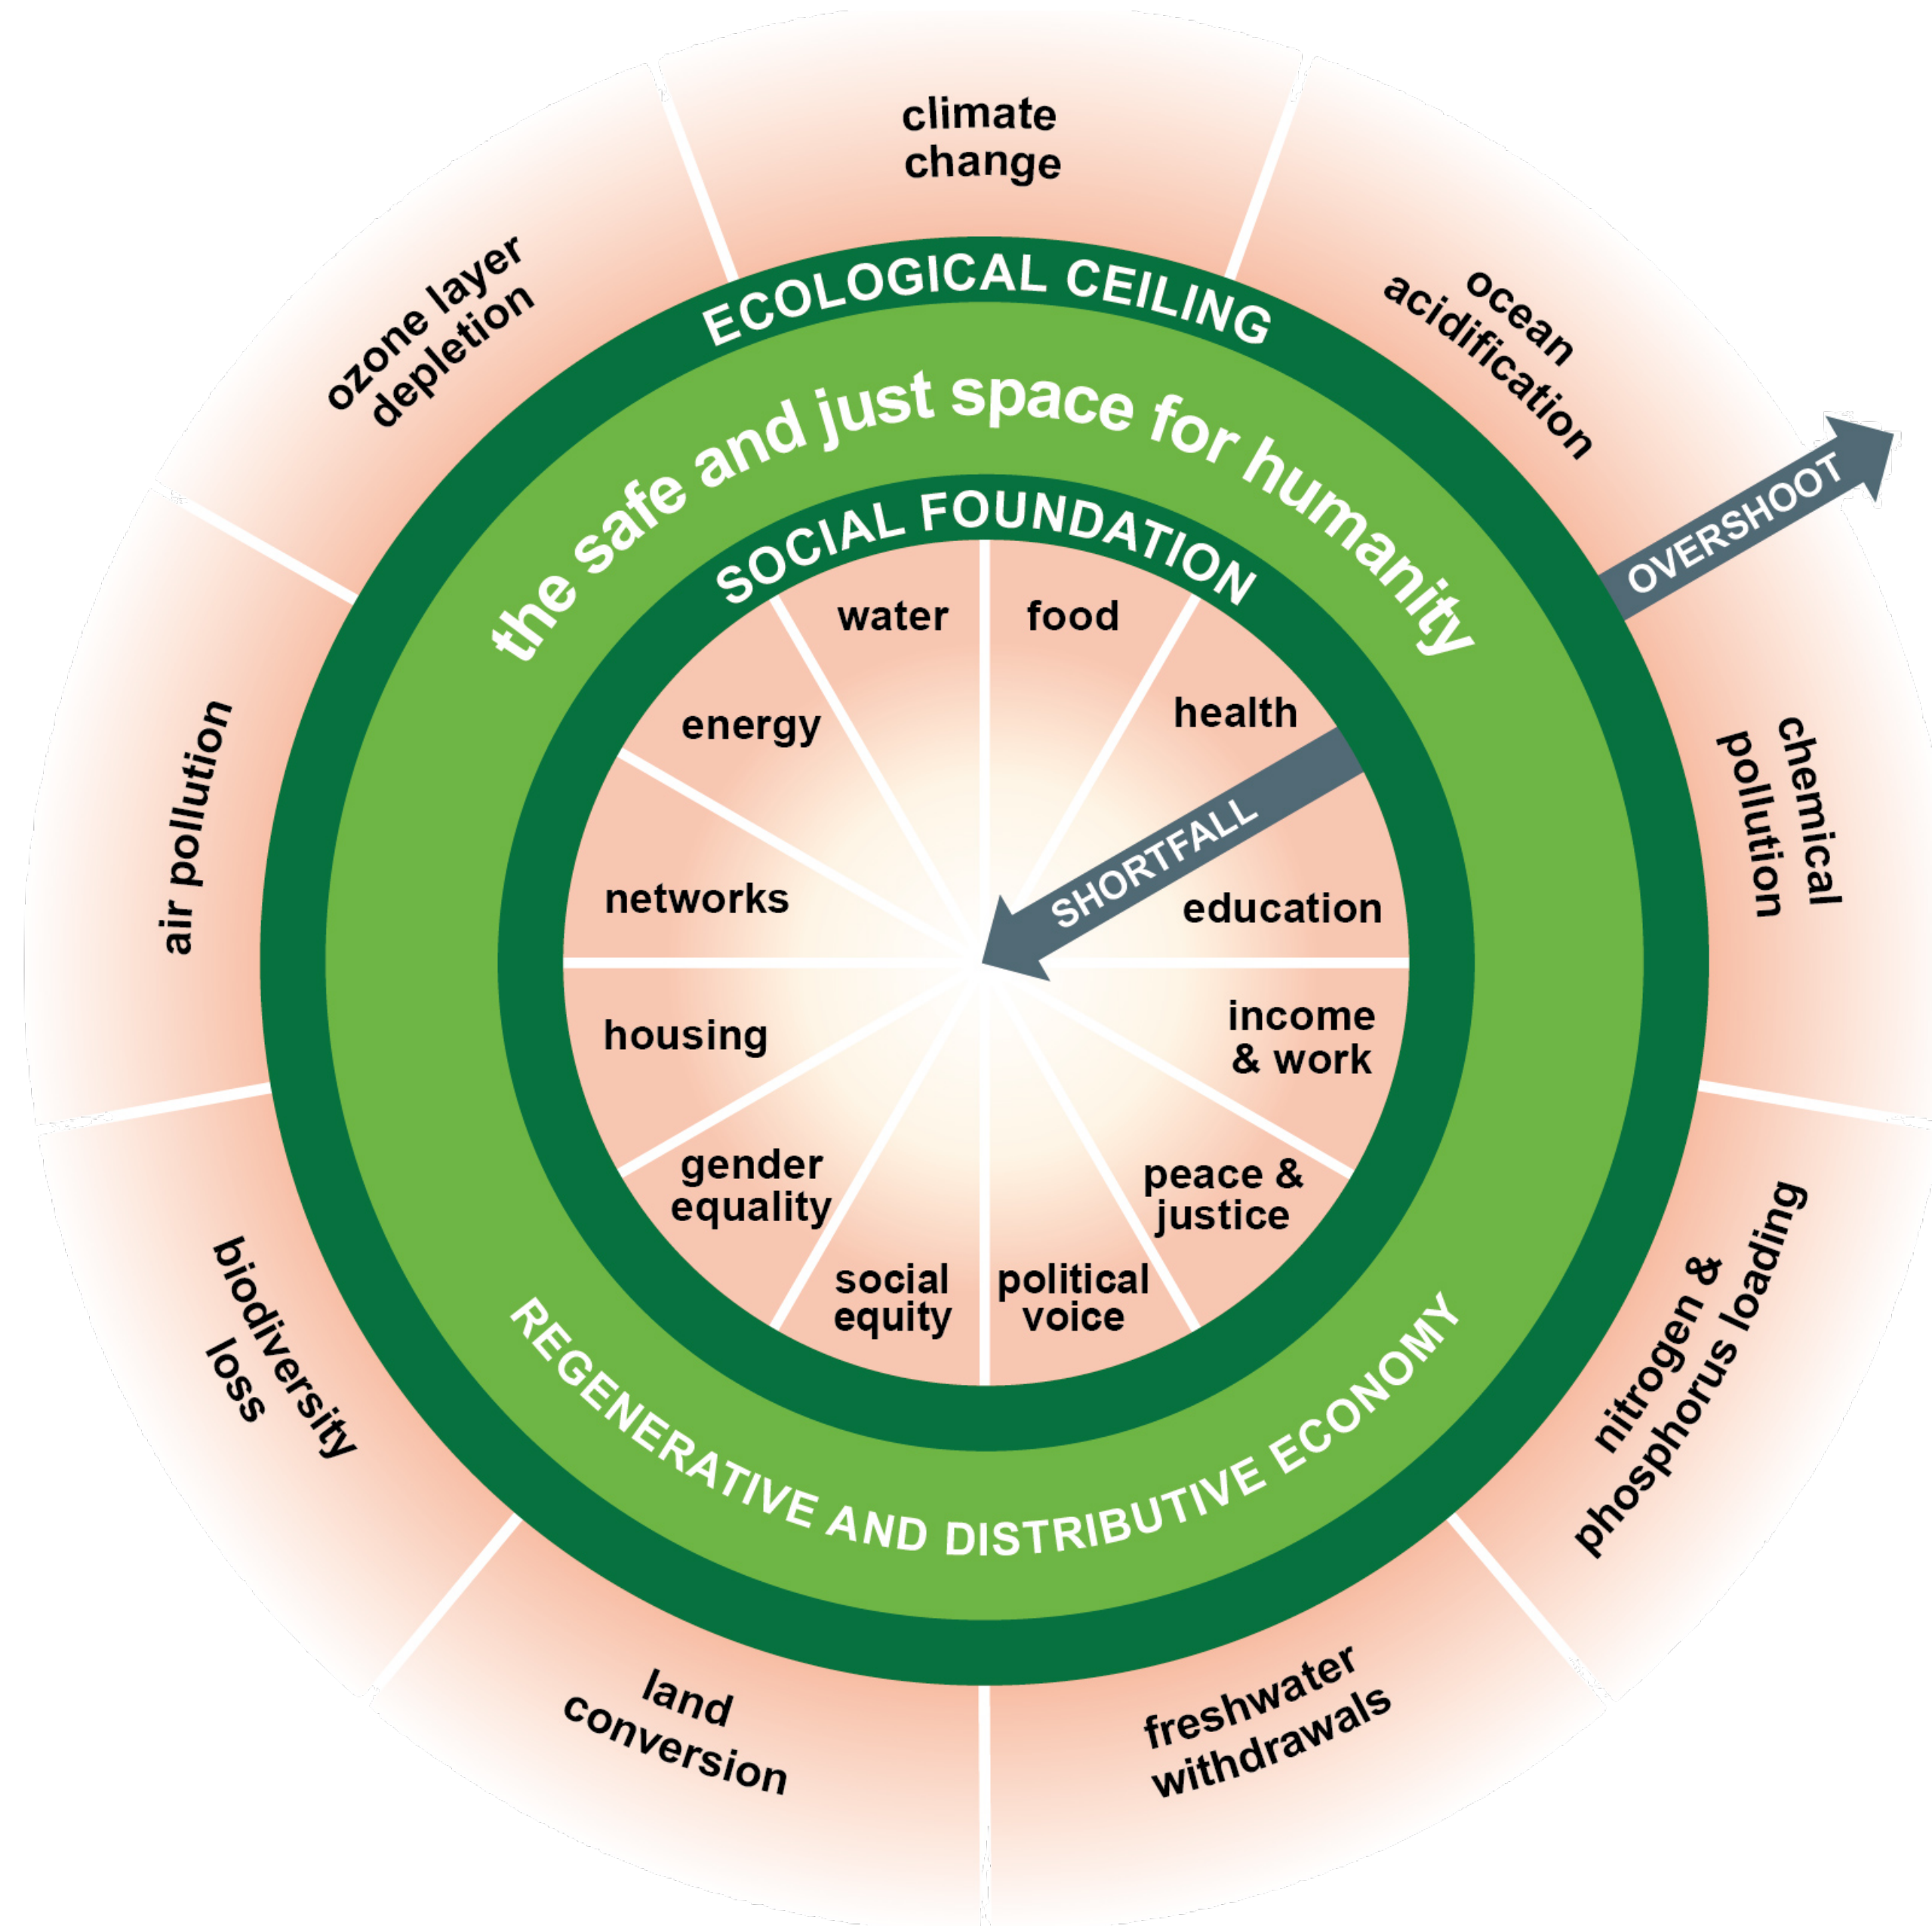 climate
change
ocean
acidification
chemical
pollution
nitrogen &
phosphorus loading
freshwater
withdrawals
land
conversion
biodiversity
loss
air pollution
ozone layer
depletion
OVERSHOOT
ECOLOGICAL CEILING
the safe and just space for humanity
SOCIAL FOUNDATION
water
food
health
SHORTFALL
education
income
& work
peace &
justice
political
voice
social
equity
gender
equality
housing
networks
energy
REGENERATIVE AND DISTRIBUTIVE ECONOMY